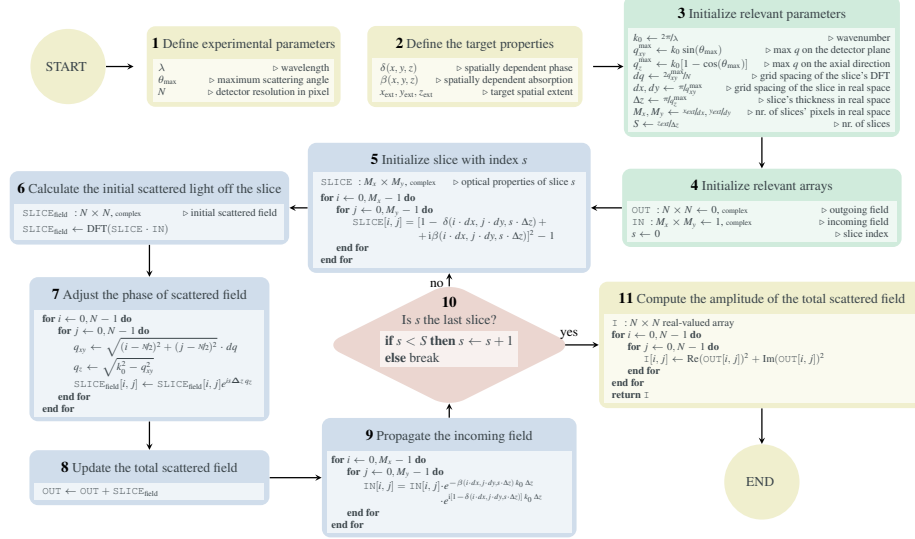 START
1 Define experimental parameters
λ ▷ wavelength
θmax ▷ maximum scattering angle
N ▷ detector resolution in pixel
2 Define the target properties
δ(x, y, z) ▷ spatially dependent phase
β(x, y, z) ▷ spatially dependent absorption
xext, yext, zext ▷ target spatial extent
3 Initialize relevant parameters
k₀ ← 2π/λ ▷ wavenumber
q_xy^max ← k₀ sin(θmax) ▷ max q on the detector plane
q_z^max ← k₀[1 − cos(θmax)] ▷ max q on the axial direction
dq ← 2q_xy^max/N ▷ grid spacing of the slice's DFT
dx, dy ← π/q_xy^max ▷ grid spacing of the slice in real space
Δz ← π/q_z^max ▷ slice's thickness in real space
Mx, My ← xext/dx, yext/dy ▷ nr. of slices' pixels in real space
S ← zext/Δz ▷ nr. of slices
4 Initialize relevant arrays
OUT : N × N ← 0, complex ▷ outgoing field
IN : Mx × My ← 1, complex ▷ incoming field
s ← 0 ▷ slice index
5 Initialize slice with index s
SLICE : Mx × My, complex ▷ optical properties of slice s
for i ← 0, Mx − 1 do
for j ← 0, My − 1 do
SLICE[i, j] = [1 − δ(i · dx, j · dy, s · Δz) +
+ iβ(i · dx, j · dy, s · Δz)]² − 1
end for
end for
6 Calculate the initial scattered light off the slice
SLICEfield : N × N, complex ▷ initial scattered field
SLICEfield ← DFT(SLICE · IN)
7 Adjust the phase of scattered field
for i ← 0, N − 1 do
for j ← 0, N − 1 do
qxy ← √((i − N/2)² + (j − N/2)²) · dq
qz ← √(k₀² − qxy²)
SLICEfield[i, j] ← SLICEfield[i, j]e^{is Δz qz}
end for
end for
8 Update the total scattered field
OUT ← OUT + SLICEfield
9 Propagate the incoming field
for i ← 0, Mx − 1 do
for j ← 0, My − 1 do
IN[i, j] = IN[i, j]·e^{−β(i·dx,j·dy,s·Δz) k₀ Δz}
·e^{i[1−δ(i·dx,j·dy,s·Δz)] k₀ Δz}
end for
end for
no
10
Is s the last slice?
if s < S then s ← s + 1
else break
yes
11 Compute the amplitude of the total scattered field
I : N × N real-valued array
for i ← 0, N − 1 do
for j ← 0, N − 1 do
I[i, j] ← Re(OUT[i, j])² + Im(OUT[i, j])²
end for
end for
return I
END